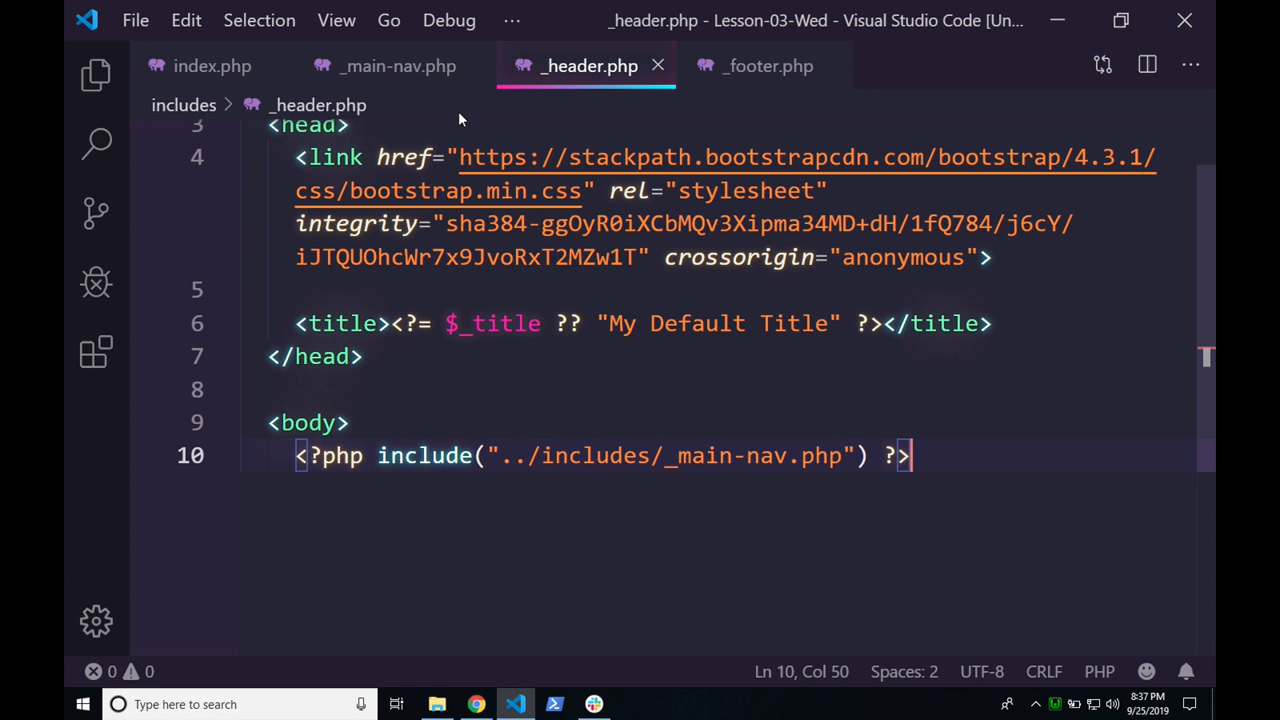 File Edit Selection View Go Debug ··· _header.php - Lesson-03-Wed - Visual Studio Code [Un...
index.php _main-nav.php _header.php _footer.php
includes > _header.php
3 <head>
4 <link href="https://stackpath.bootstrapcdn.com/bootstrap/4.3.1/
css/bootstrap.min.css" rel="stylesheet"
integrity="sha384-ggOyR0iXCbMQv3Xipma34MD+dH/1fQ784/j6cY/
iJTQUOhcWr7x9JvoRxT2MZw1T" crossorigin="anonymous">
5
6 <title><?= $_title ?? "My Default Title" ?></title>
7 </head>
8
9 <body>
10 <?php include("../includes/_main-nav.php") ?>
0 0 Ln 10, Col 50 Spaces: 2 UTF-8 CRLF PHP
Type here to search 8:37 PM
9/25/2019